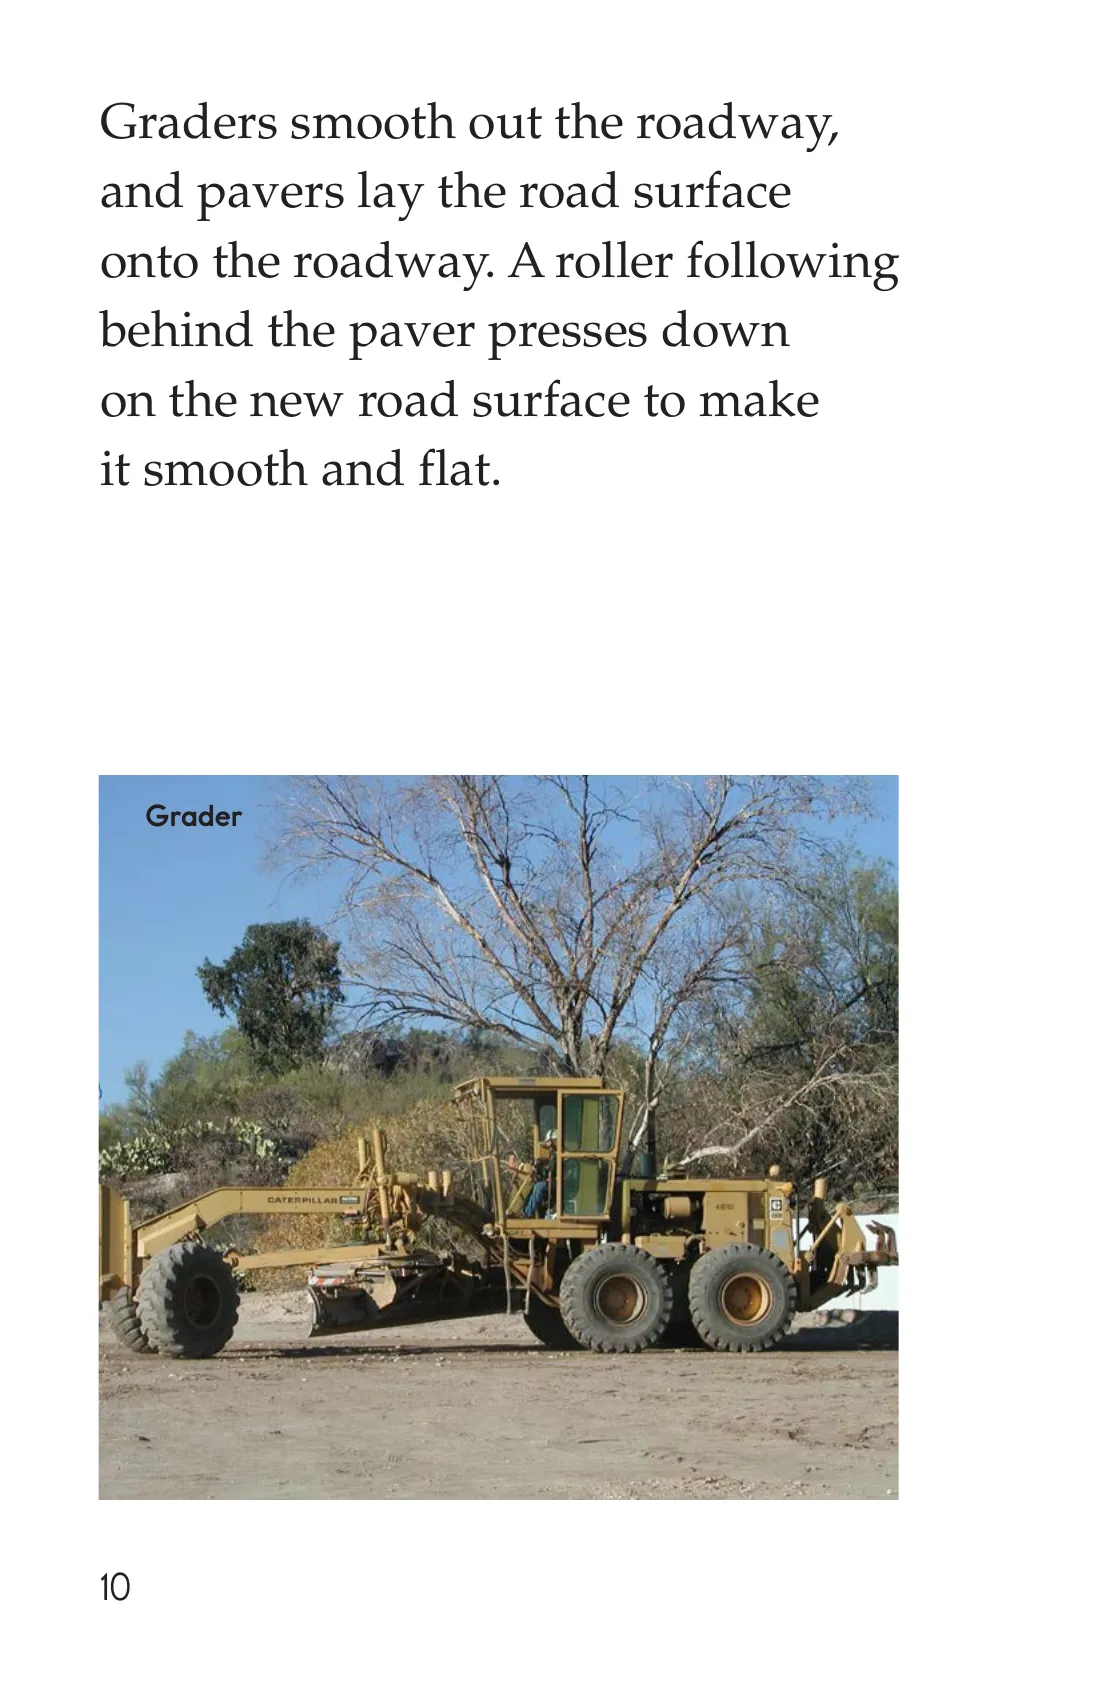 Graders smooth out the roadway,
and pavers lay the road surface
onto the roadway. A roller following
behind the paver presses down
on the new road surface to make
it smooth and flat.
Grader
CATERPILLAR
10